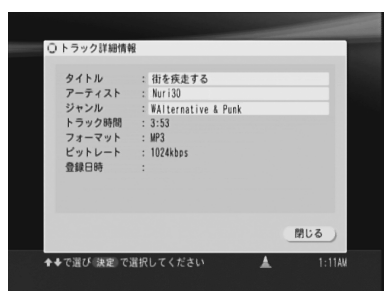 トラック詳細情報
タイトル : 街を疾走する
アーティスト : Nuri30
ジャンル : WAlternative & Punk
トラック時間 : 3:53
フォーマット : MP3
ビットレート : 1024kbps
登録日時 :
閉じる
↑↓で選び 決定 で選択してください 1:11AM